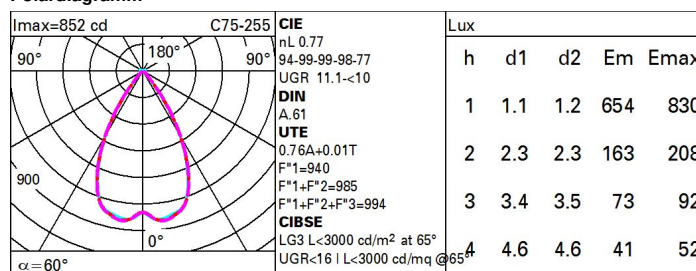 Imax=852 cd C75-255
90° 180° 90°
900
0°
α=60°
CIE
nL 0.77
94-99-99-98-77
UGR 11.1-<10
DIN
A.61
UTE
0.76A+0.01T
F"1=940
F"1+F"2=985
F"1+F"2+F"3=994
CIBSE
LG3 L<3000 cd/m² at 65°
UGR<16 | L<3000 cd/mq @65°
Lux
h d1 d2 Em Emax
1 1.1 1.2 654 830
2 2.3 2.3 163 208
3 3.4 3.5 73 92
4 4.6 4.6 41 52